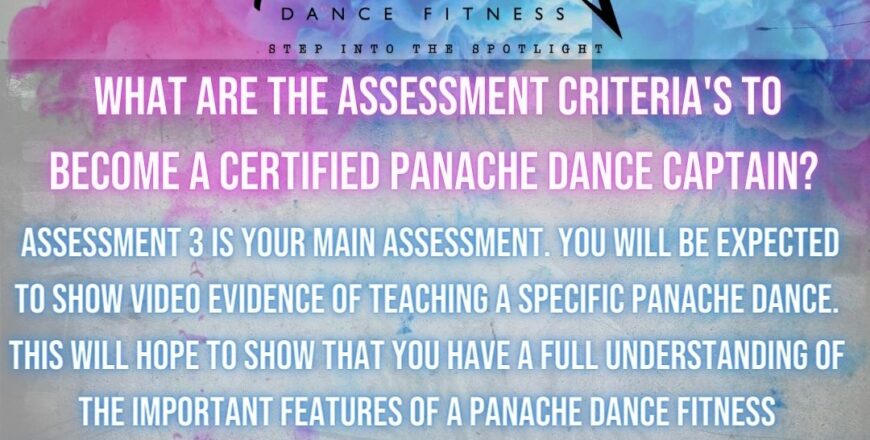 DANCE FITNESS
STEP INTO THE SPOTLIGHT
WHAT ARE THE ASSESSMENT CRITERIA'S TO
BECOME A CERTIFIED PANACHE DANCE CAPTAIN?
ASSESSMENT 3 IS YOUR MAIN ASSESSMENT. YOU WILL BE EXPECTED
TO SHOW VIDEO EVIDENCE OF TEACHING A SPECIFIC PANACHE DANCE.
THIS WILL HOPE TO SHOW THAT YOU HAVE A FULL UNDERSTANDING OF
THE IMPORTANT FEATURES OF A PANACHE DANCE FITNESS